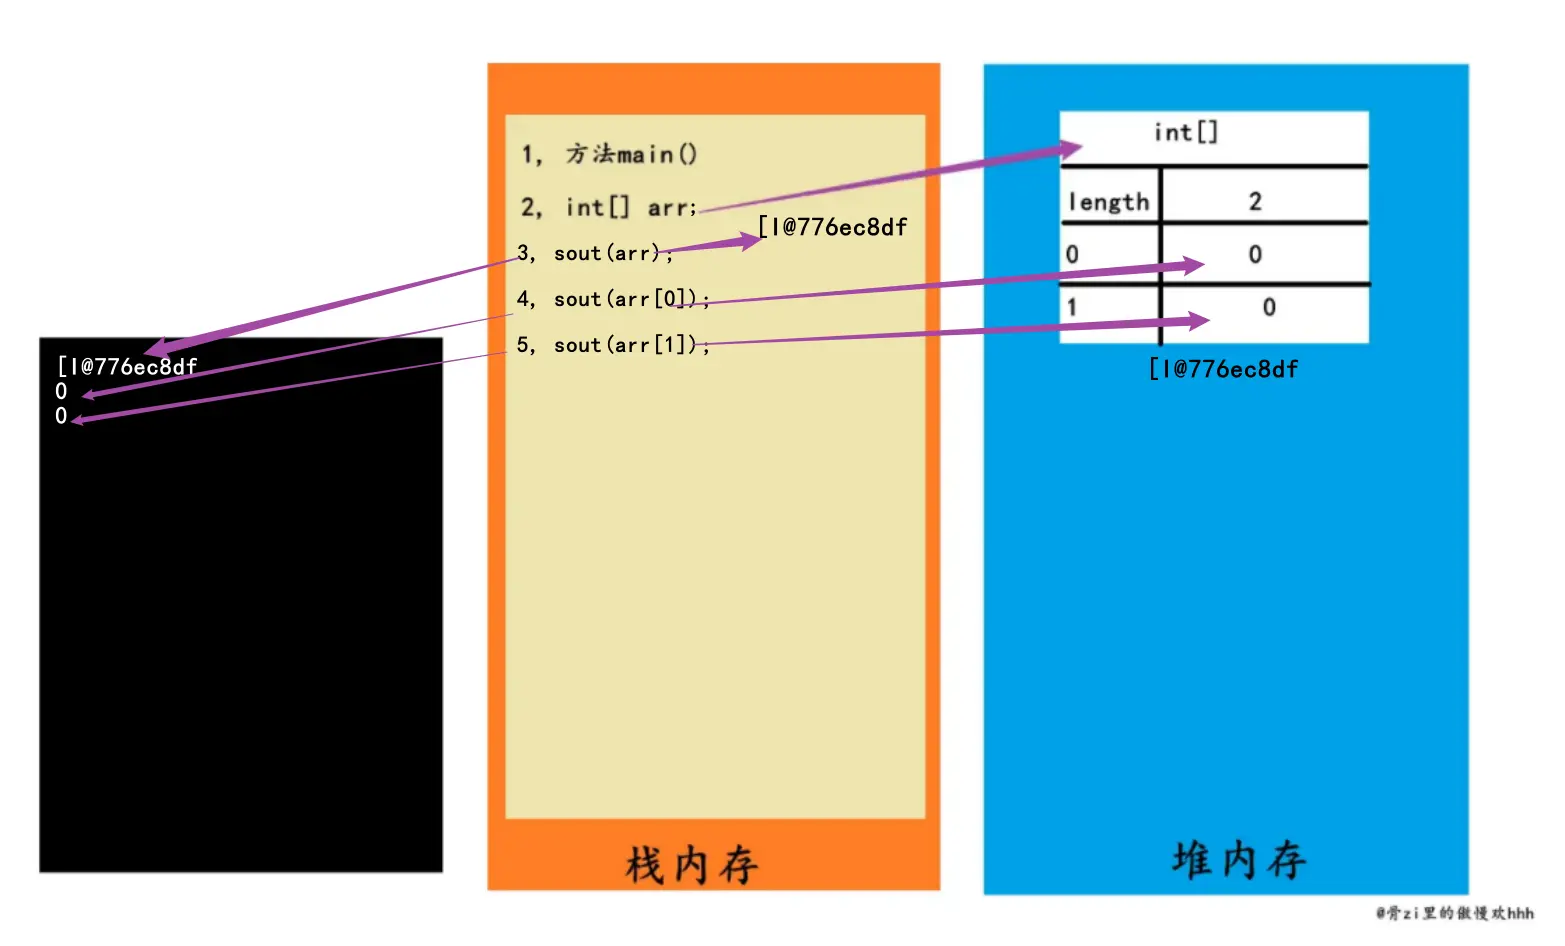 [I@776ec8df
0
0
1, 方法main()
2, int[] arr;
[I@776ec8df
3, sout(arr);
4, sout(arr[0]);
5, sout(arr[1]);
栈内存
int[]
length 2
0 0
1 0
[I@776ec8df
堆内存
@骨zi里的傲慢欢hhh